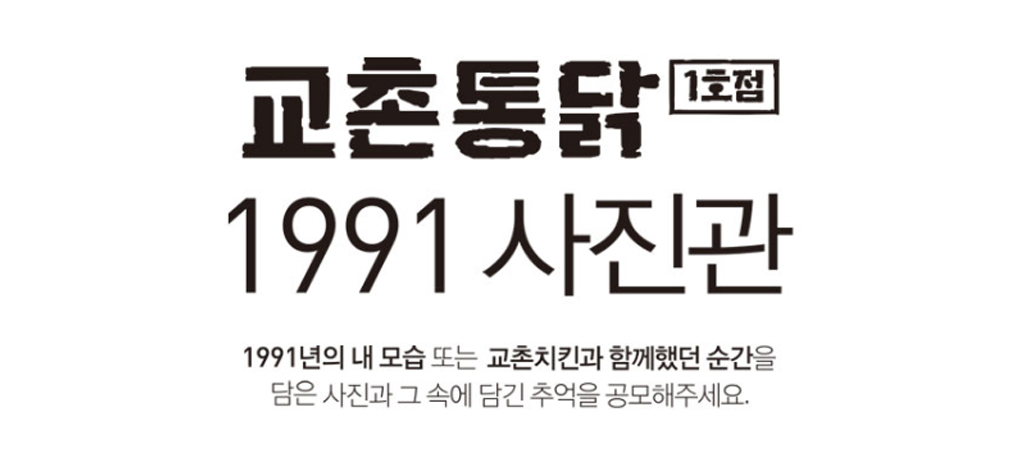 교촌통닭 1호점
1991 사진관
1991년의 내 모습 또는 교촌치킨과 함께했던 순간을
담은 사진과 그 속에 담긴 추억을 공모해주세요.